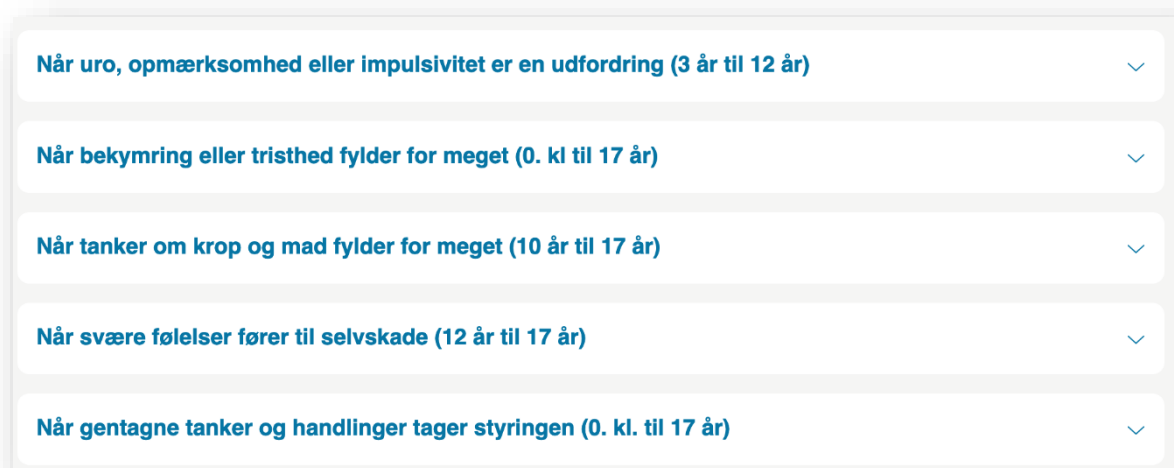 Når uro, opmærksomhed eller impulsivitet er en udfordring (3 år til 12 år)
Når bekymring eller tristhed fylder for meget (0. kl til 17 år)
Når tanker om krop og mad fylder for meget (10 år til 17 år)
Når svære følelser fører til selvskade (12 år til 17 år)
Når gentagne tanker og handlinger tager styringen (0. kl. til 17 år)